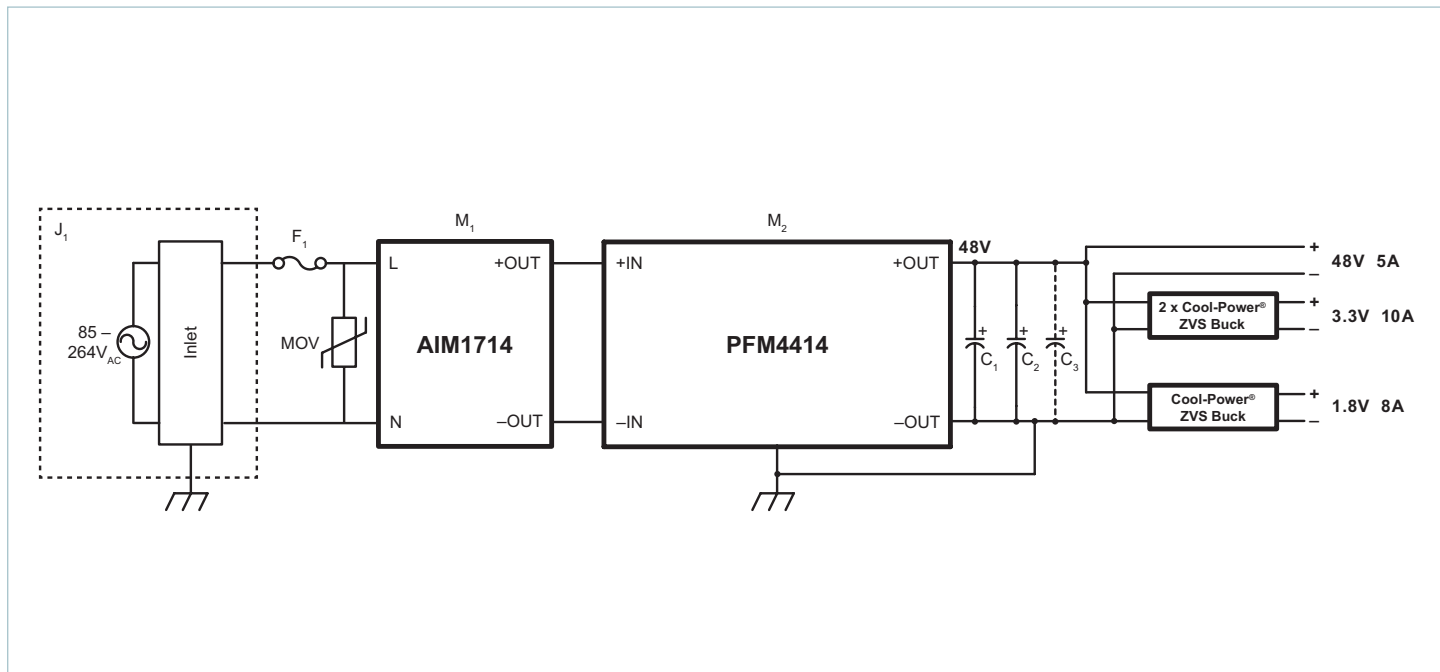 J1
F1
M1
M2
85 –
264VAC
Inlet
MOV
L
N
+OUT
–OUT
AIM1714
+IN
–IN
PFM4414
+OUT
–OUT
48V
+
C1
+
C2
+
C3
2 x Cool-Power®
ZVS Buck
Cool-Power®
ZVS Buck
+
48V 5A
–
+
3.3V 10A
–
+
1.8V 8A
–